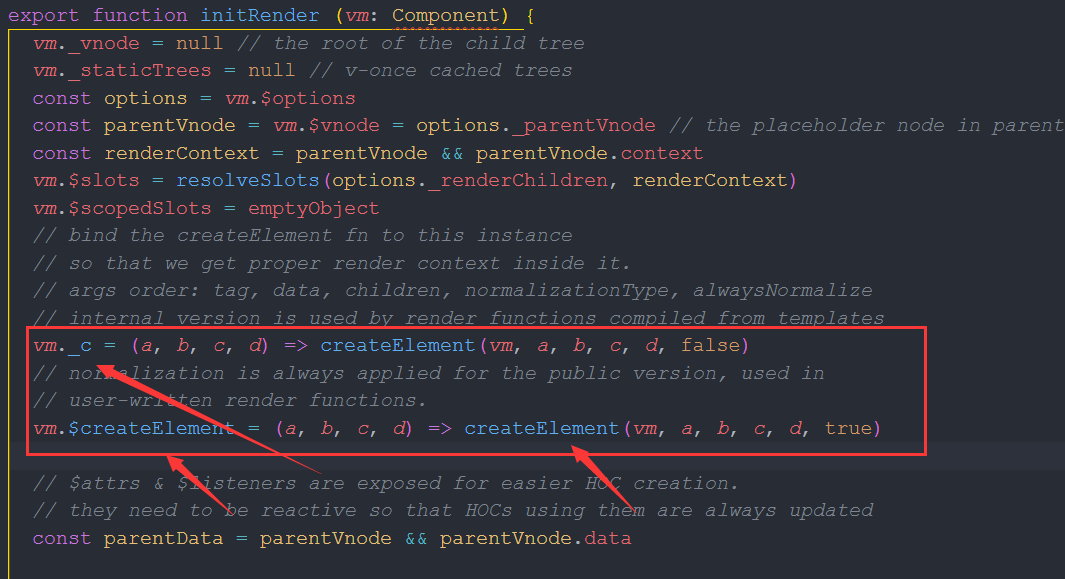 export function initRender (vm: Component) {
vm._vnode = null // the root of the child tree
vm._staticTrees = null // v-once cached trees
const options = vm.$options
const parentVnode = vm.$vnode = options._parentVnode // the placeholder node in parent
const renderContext = parentVnode && parentVnode.context
vm.$slots = resolveSlots(options._renderChildren, renderContext)
vm.$scopedSlots = emptyObject
// bind the createElement fn to this instance
// so that we get proper render context inside it.
// args order: tag, data, children, normalizationType, alwaysNormalize
// internal version is used by render functions compiled from templates
vm._c = (a, b, c, d) => createElement(vm, a, b, c, d, false)
// normalization is always applied for the public version, used in
// user-written render functions.
vm.$createElement = (a, b, c, d) => createElement(vm, a, b, c, d, true)
// $attrs & $listeners are exposed for easier HOC creation.
// they need to be reactive so that HOCs using them are always updated
const parentData = parentVnode && parentVnode.data